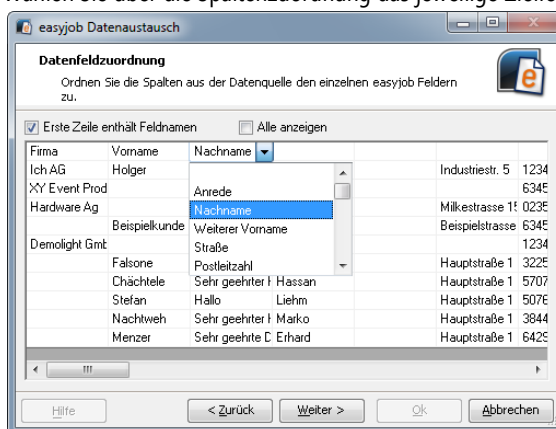 easyjob Datenaustausch
Datenfeldzuordnung
Ordnen Sie die Spalten aus der Datenquelle den einzelnen easyjob Feldern
zu.
Erste Zeile enthält Feldnamen Alle anzeigen
Firma Vorname Nachname
Ich AG Holger Industriestr. 5 1234
XY Event Prod Anrede 6345
Hardware Ag Nachname Milkestrasse 15 0235
Beispielkunde Weiterer Vorname Beispielstrasse 6345
Demolight Gmb Straße 1234
Falsone Postleitzahl Hauptstraße 1 3225
Chächtele Sehr geehrter H Hassan Hauptstraße 1 5707
Stefan Hallo Liehm Hauptstraße 1 5076
Nachtweh Sehr geehrter H Marko Hauptstraße 1 3844
Menzer Sehr geehrte D Erhard Hauptstraße 1 6429
Hilfe < Zurück Weiter > Ok Abbrechen